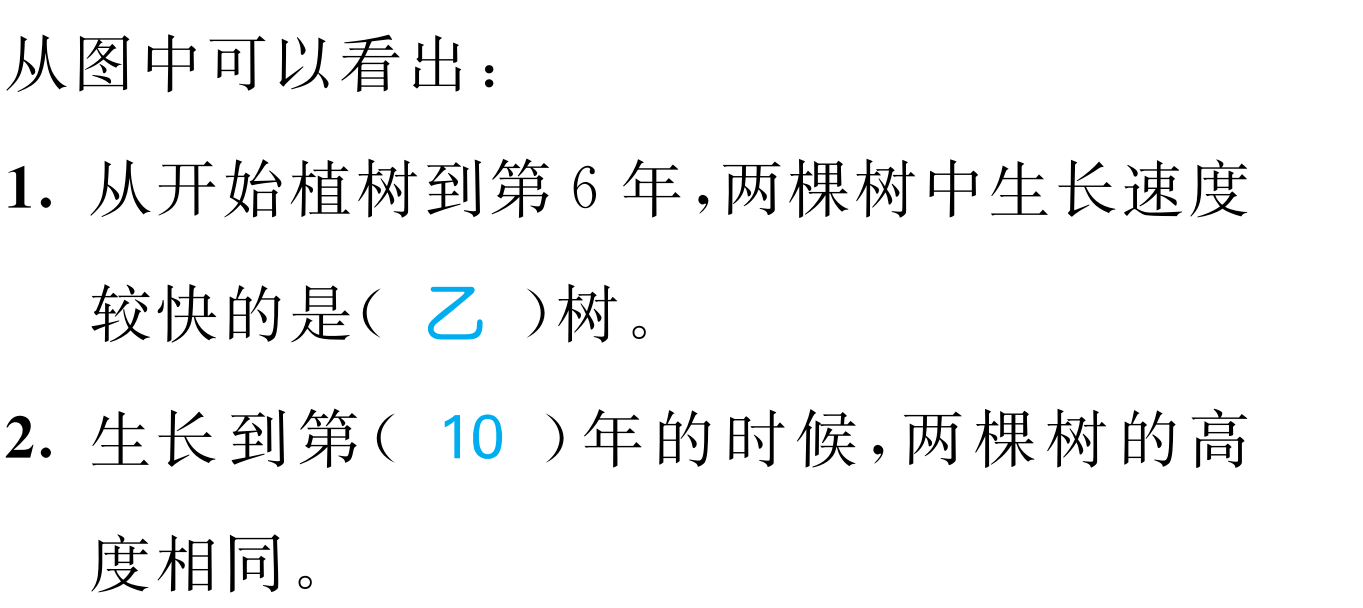 从图中可以看出：
1. 从开始植树到第 6 年,两棵树中生长速度
较快的是( 乙 )树。
2. 生长到第( 10 )年的时候,两棵树的高
度相同。